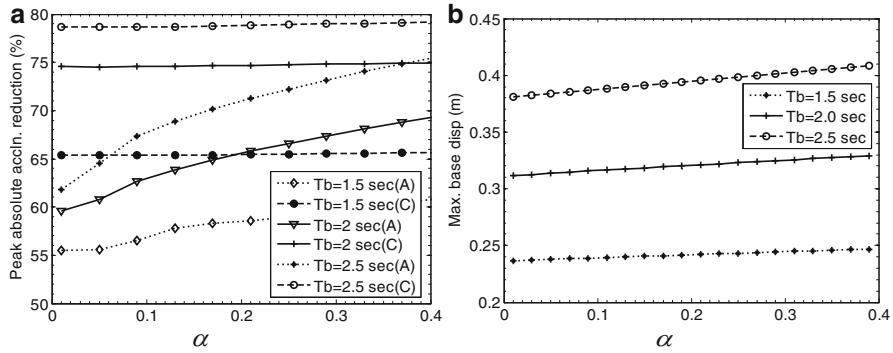 a
Peak absolute accln. reduction (%)
80
75
70
65
60
55
50
Tb=1.5 sec(A)
Tb=1.5 sec(C)
Tb=2 sec(A)
Tb=2 sec(C)
Tb=2.5 sec(A)
Tb=2.5 sec(C)
0
0.1
0.2
0.3
0.4
α
b
Max. base disp (m)
0.45
0.4
0.35
0.3
0.25
0.2
Tb=1.5 sec
Tb=2.0 sec
Tb=2.5 sec
0
0.1
0.2
0.3
0.4
α